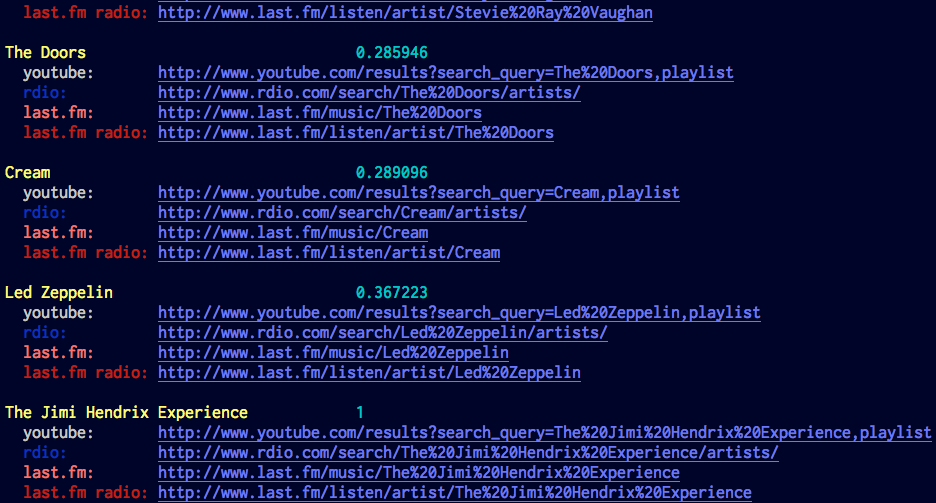 last.fm radio: http://www.last.fm/listen/artist/Stevie%20Ray%20Vaughan
The Doors 0.285946
youtube: http://www.youtube.com/results?search_query=The%20Doors,playlist
rdio: http://www.rdio.com/search/The%20Doors/artists/
last.fm: http://www.last.fm/music/The%20Doors
last.fm radio: http://www.last.fm/listen/artist/The%20Doors
Cream 0.289096
youtube: http://www.youtube.com/results?search_query=Cream,playlist
rdio: http://www.rdio.com/search/Cream/artists/
last.fm: http://www.last.fm/music/Cream
last.fm radio: http://www.last.fm/listen/artist/Cream
Led Zeppelin 0.367223
youtube: http://www.youtube.com/results?search_query=Led%20Zeppelin,playlist
rdio: http://www.rdio.com/search/Led%20Zeppelin/artists/
last.fm: http://www.last.fm/music/Led%20Zeppelin
last.fm radio: http://www.last.fm/listen/artist/Led%20Zeppelin
The Jimi Hendrix Experience 1
youtube: http://www.youtube.com/results?search_query=The%20Jimi%20Hendrix%20Experience,playlist
rdio: http://www.rdio.com/search/The%20Jimi%20Hendrix%20Experience/artists/
last.fm: http://www.last.fm/music/The%20Jimi%20Hendrix%20Experience
last.fm radio: http://www.last.fm/listen/artist/The%20Jimi%20Hendrix%20Experience